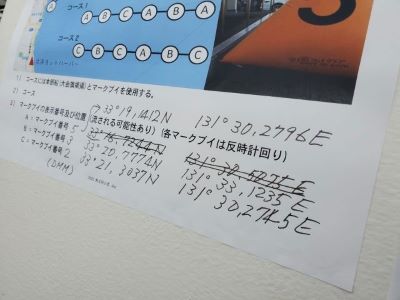 コース1
A B C A B A
コース2
C B C A B C
5
1) コースには本部船(大会旗掲揚)とマークブイを使用する。
2) コース
3) マークブイの表示番号及び位置(流される可能性あり)(各マークブイは反時計回り)
→33°19,1412N 131°30,2796E
A:マークブイ番号 5
B:マークブイ番号 3 33°20,7774N 131°33,1235E
C:マークブイ番号 2 33°21,3037N 131°30,2745E
(DMM)